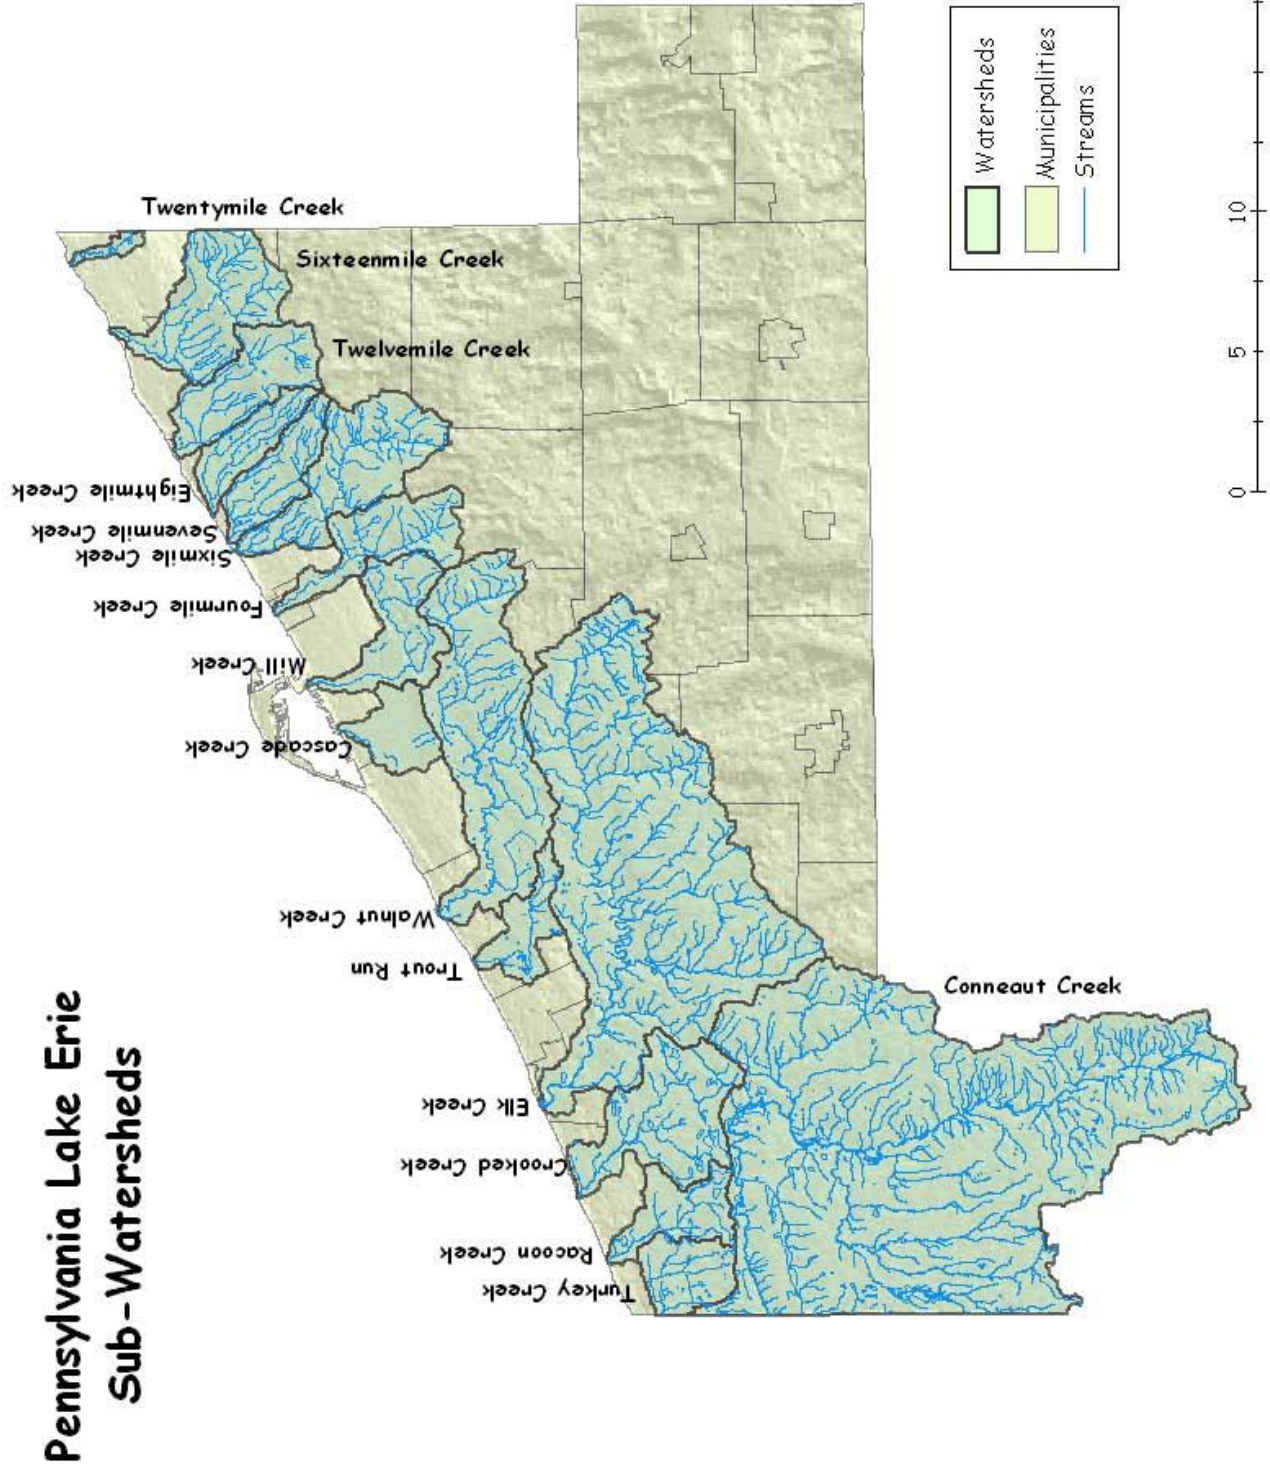 Pennsylvania Lake Erie
Sub-Watersheds
Twentymile Creek
Sixteenmile Creek
Twelvemile Creek
Eightmile Creek
Sevenmile Creek
Sixmile Creek
Fourmile Creek
Mill Creek
Cascade Creek
Walnut Creek
Trout Run
Elk Creek
Crooked Creek
Racoon Creek
Turkey Creek
Conneaut Creek
Watersheds
Municipalities
Streams
0 5 10